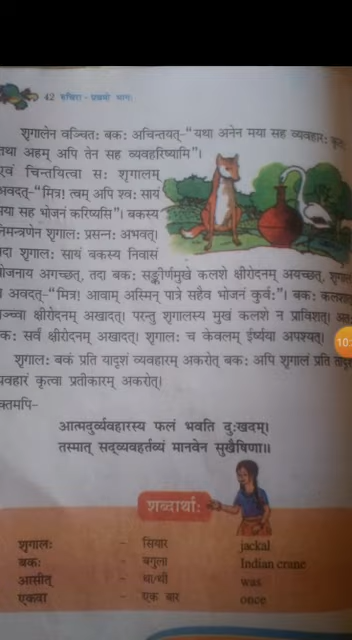 42 रुचिरा - प्रथमो भागः
शृगालेन वञ्चितः बकः अचिन्तयत्-“यथा अनेन मया सह व्यवहारः कृतः
तथा अहम् अपि तेन सह व्यवहरिष्यामि”।
एवं चिन्तयित्वा सः शृगालम्
अवदत्-“मित्र! त्वम् अपि श्वः सायं
मया सह भोजनं करिष्यसि”। बकस्य
निमन्त्रणेन शृगालः प्रसन्नः अभवत्।
यदा शृगालः सायं बकस्य निवासं
भोजनाय अगच्छत्, तदा बकः सङ्कीर्णमुखे कलशे क्षीरोदनम् अयच्छत्, शृगालं
अवदत्-“मित्र! आवाम् अस्मिन् पात्रे सहैव भोजनं कुर्वः”। बकः
चञ्च्वा क्षीरोदनम् अखादत्। परन्तु शृगालस्य मुखं कलशे न प्राविशत्। अतः
बकः सर्वं क्षीरोदनम् अखादत्। शृगालः च केवलम् ईर्ष्यया अपश्यत्।
शृगालः बकं प्रति यादृशं व्यवहारम् अकरोत् बकः अपि शृगालं प्रति
व्यवहारं कृत्वा प्रतीकारम् अकरोत्।
उक्तमपि-
आत्मदुर्व्यवहारस्य फलं भवति दुःखदम्।
तस्मात् सद्व्यवहर्तव्यं मानवेन सुखैषिणा॥
शब्दार्थाः
शृगालः - सियार jackal
बकः - बगुला Indian crane
आसीत् - था/थी was
एकदा - एक बार once